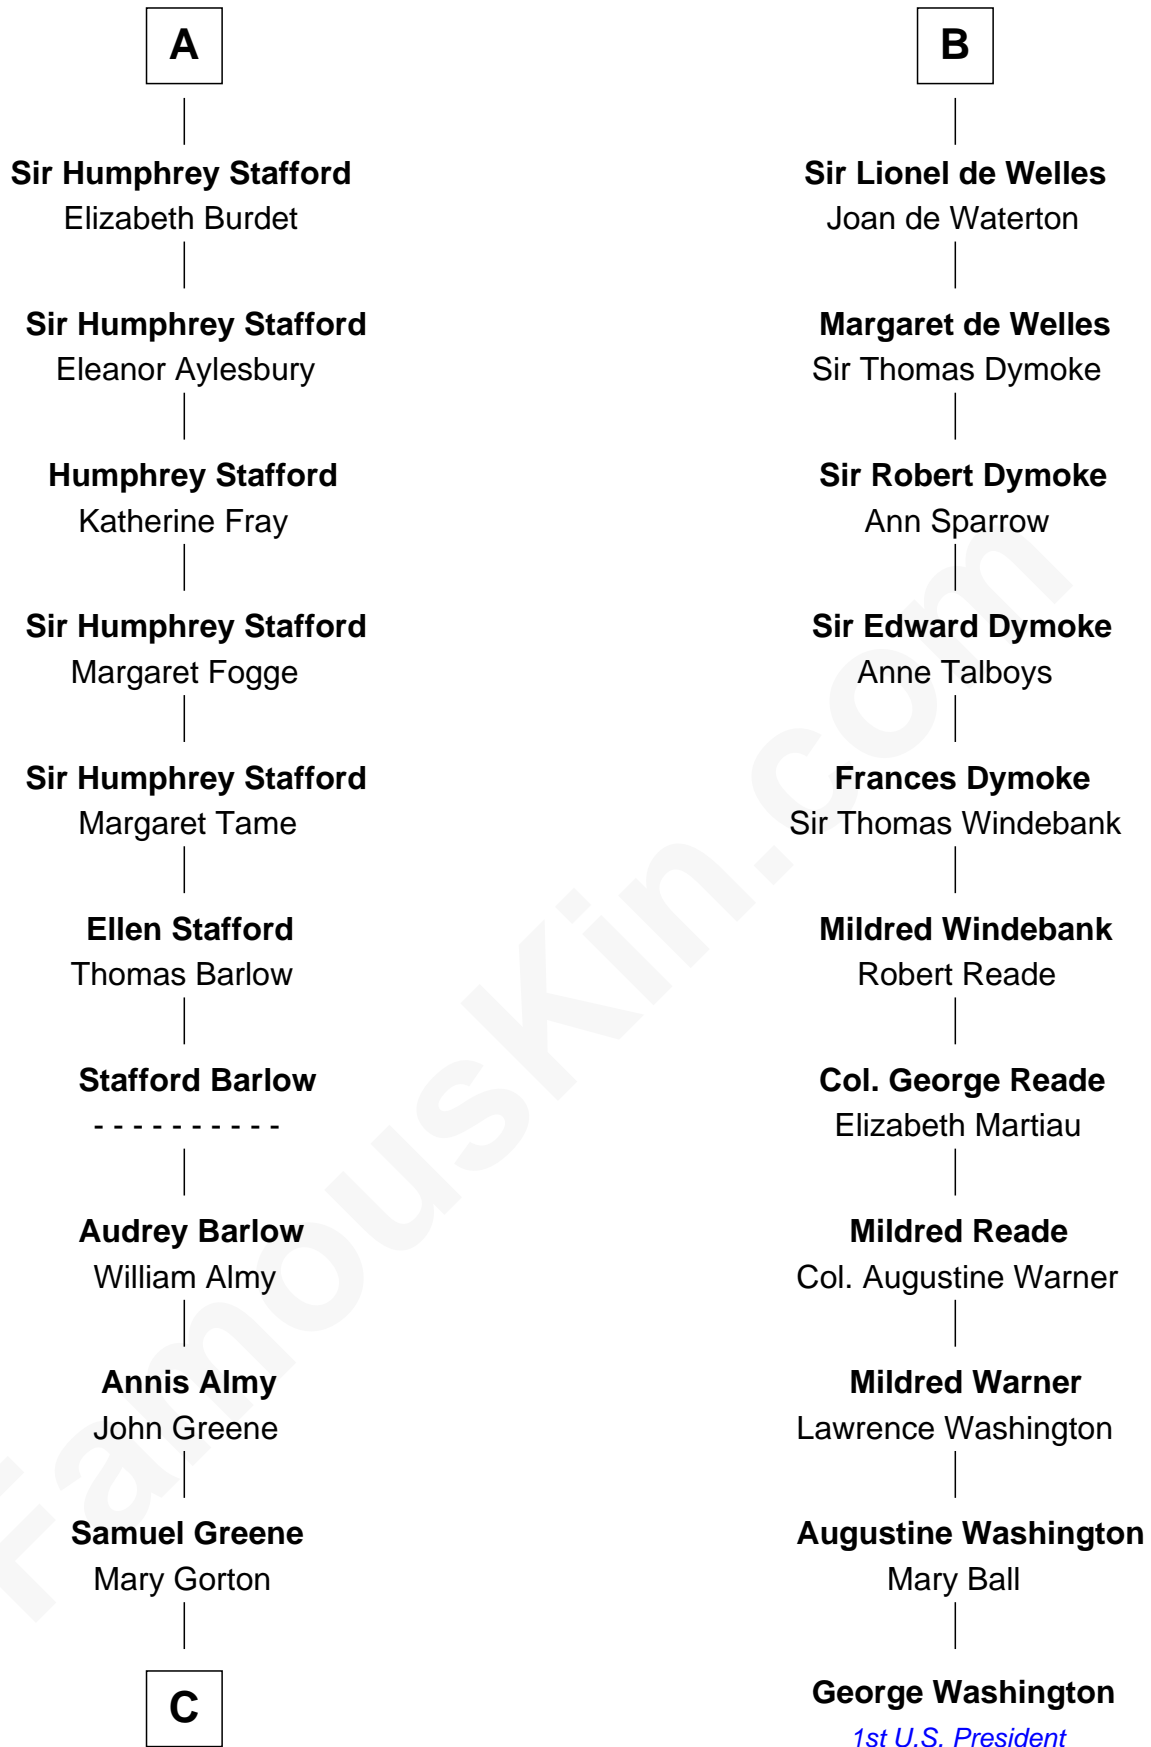 A
Sir Humphrey Stafford
Elizabeth Burdet
Sir Humphrey Stafford
Eleanor Aylesbury
Humphrey Stafford
Katherine Fray
Sir Humphrey Stafford
Margaret Fogge
Sir Humphrey Stafford
Margaret Tame
Ellen Stafford
Thomas Barlow
Stafford Barlow
- - - - - - - - - -
Audrey Barlow
William Almy
Annis Almy
John Greene
Samuel Greene
Mary Gorton
C
B
Sir Lionel de Welles
Joan de Waterton
Margaret de Welles
Sir Thomas Dymoke
Sir Robert Dymoke
Ann Sparrow
Sir Edward Dymoke
Anne Talboys
Frances Dymoke
Sir Thomas Windebank
Mildred Windebank
Robert Reade
Col. George Reade
Elizabeth Martiau
Mildred Reade
Col. Augustine Warner
Mildred Warner
Lawrence Washington
Augustine Washington
Mary Ball
George Washington
1st U.S. President
FamousKin.com